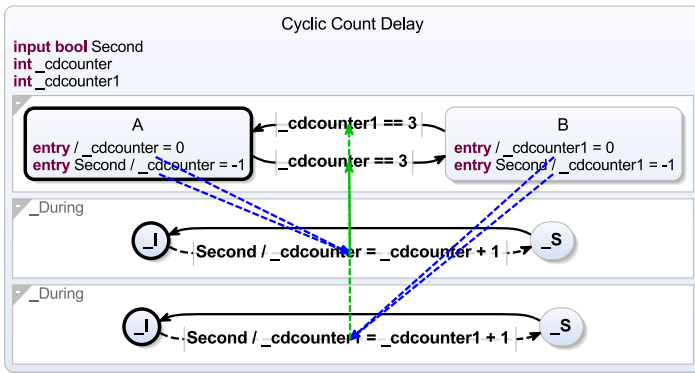 Cyclic Count Delay
input bool Second
int _cdcounter
int _cdcounter1
-
A
entry / _cdcounter = 0
entry Second / _cdcounter = -1
_cdcounter1 == 3
_cdcounter == 3
B
entry / _cdcounter1 = 0
entry Second / _cdcounter1 = -1
- _During
_I
Second / _cdcounter = _cdcounter + 1
_S
- _During
_I
Second / _cdcounter1 = _cdcounter1 + 1
_S